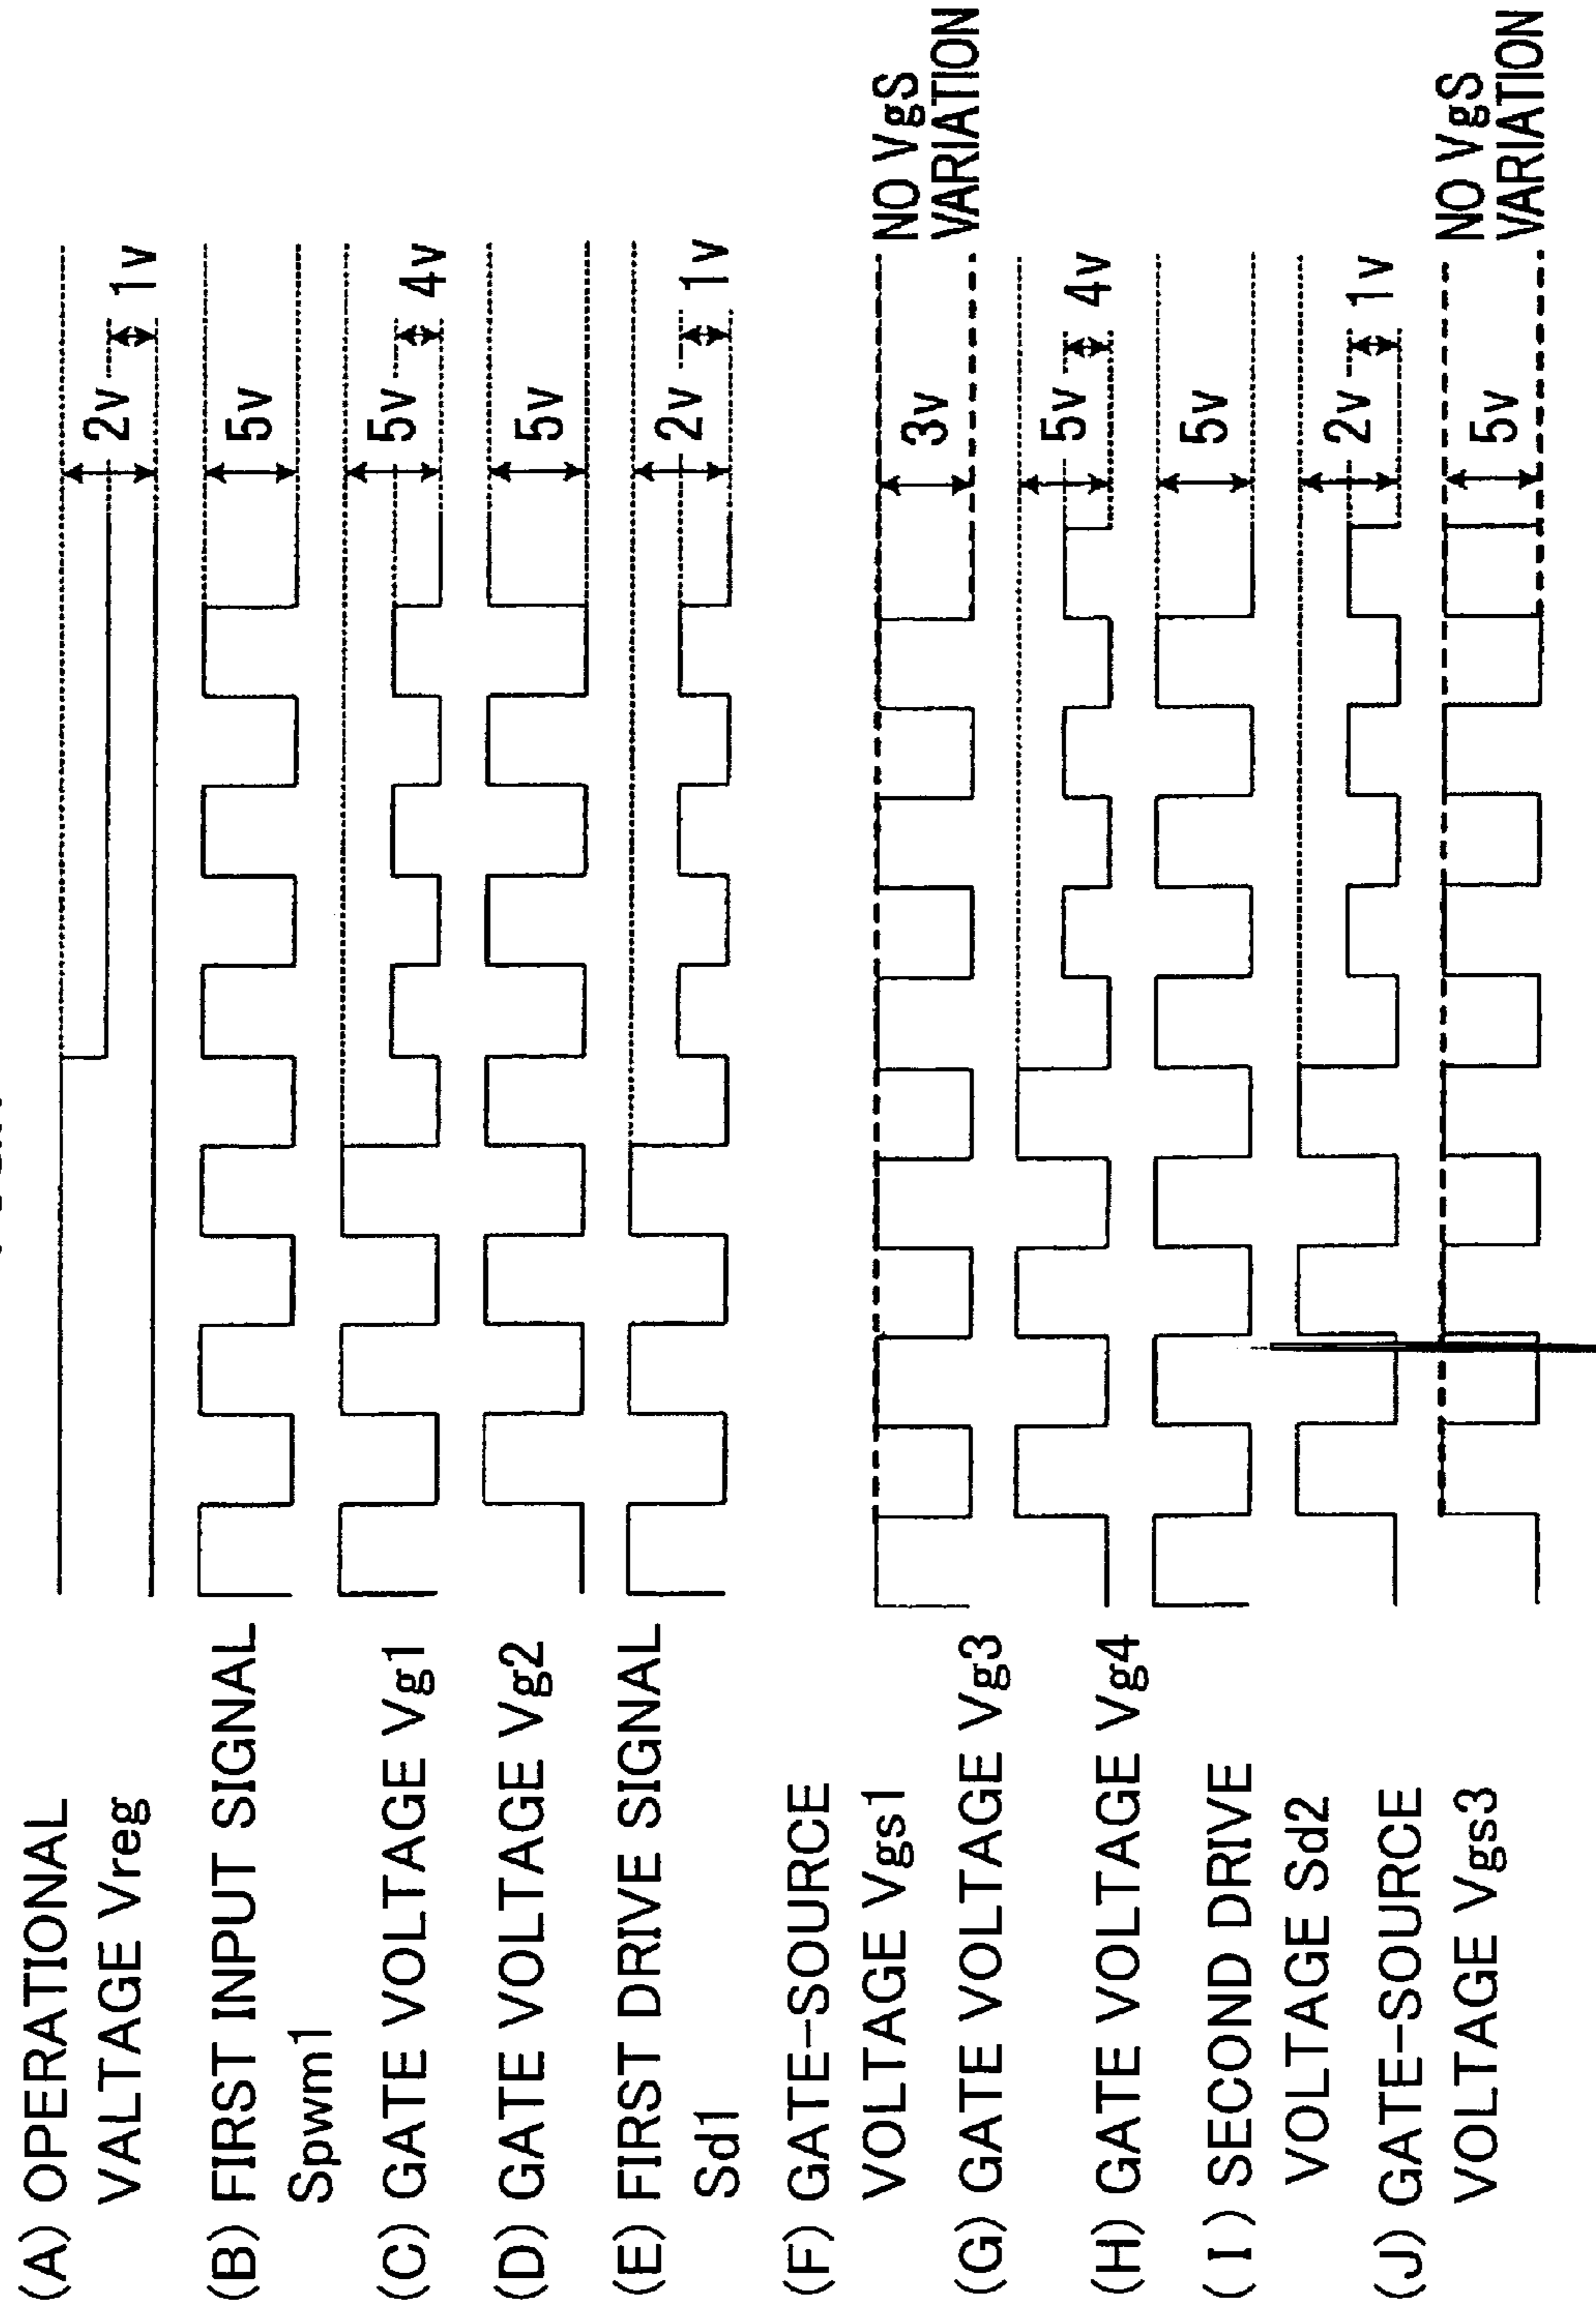 (A) OPERATIONAL
VALTAGE Vreg
2v
1v
(B) FIRST INPUT SIGNAL
Spwm1
5v
(C) GATE VOLTAGE Vg1
5v
4v
(D) GATE VOLTAGE Vg2
5v
(E) FIRST DRIVE SIGNAL
Sd1
2v
1v
(F) GATE-SOURCE
VOLTAGE Vgs1
3v
NO VgS
VARIATION
(G) GATE VOLTAGE Vg3
5v
4v
(H) GATE VOLTAGE Vg4
5v
(I) SECOND DRIVE
VOLTAGE Sd2
2v
1v
(J) GATE-SOURCE
VOLTAGE Vgs3
5v
NO VgS
VARIATION